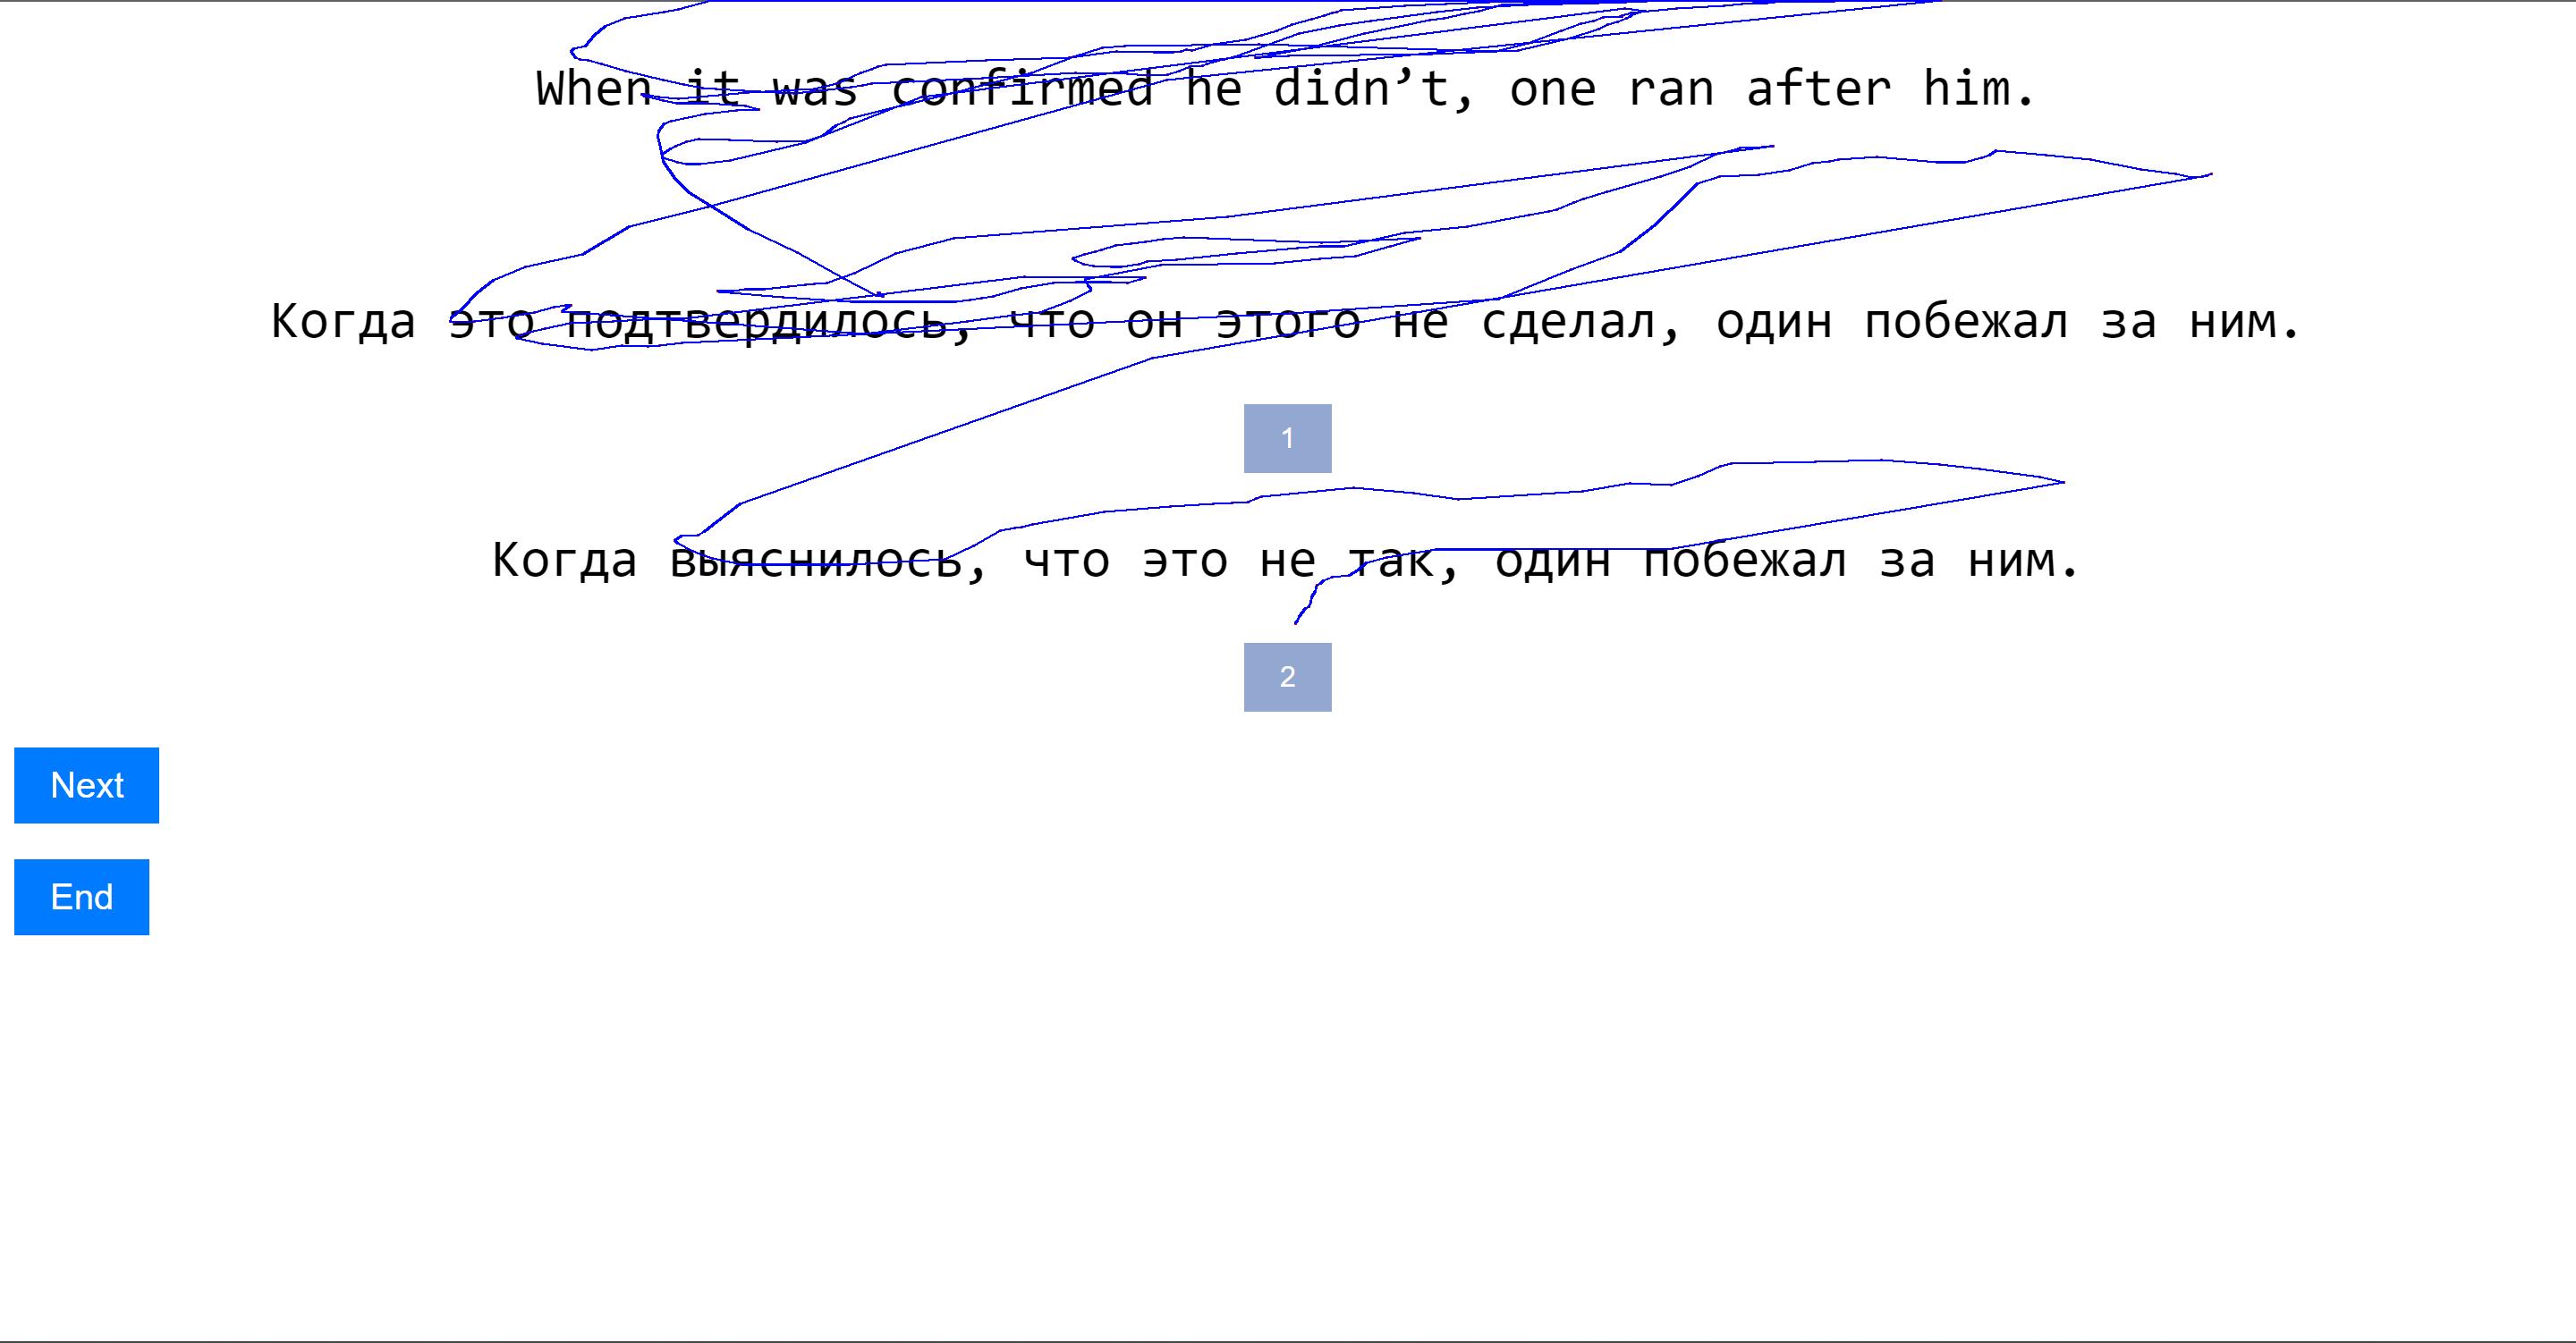 When it was confirmed he didn’t, one ran after him.
Когда это подтвердилось, что он этого не сделал, один побежал за ним.
1
Когда выяснилось, что это не так, один побежал за ним.
2
Next
End